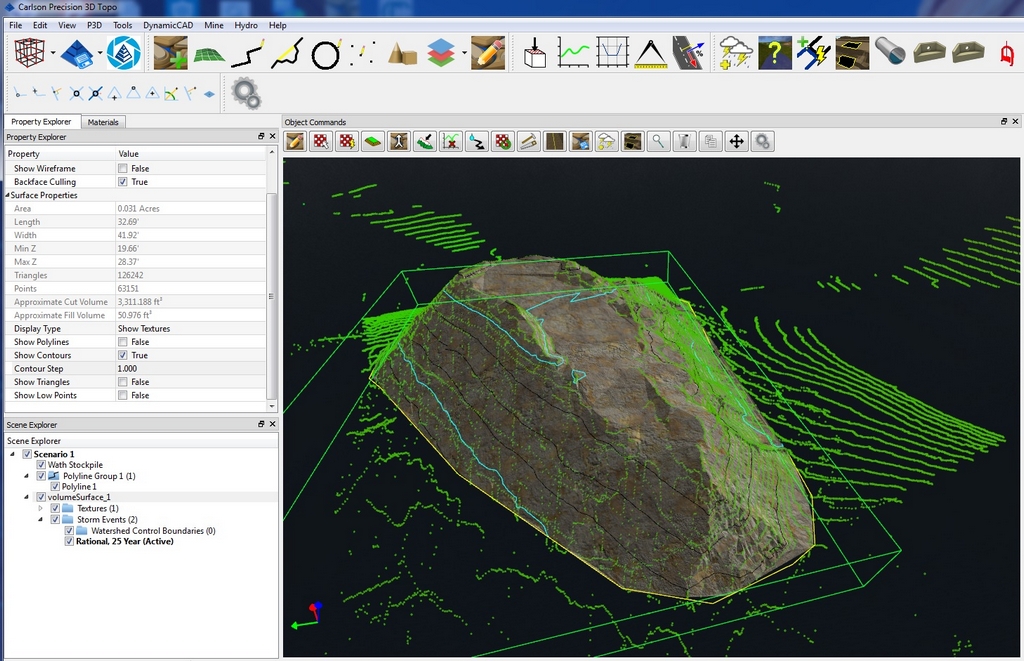 Carlson Precision 3D Topo
File Edit View P3D Tools DynamicCAD Mine Hydro Help
Property Explorer Materials
Object Commands
Property Explorer
Property Value
Show Wireframe False
Backface Culling True
Surface Properties
Area 0.031 Acres
Length 32.69'
Width 41.92'
Min Z 19.66'
Max Z 28.37'
Triangles 126242
Points 63151
Approximate Cut Volume 3,311.188 ft³
Approximate Fill Volume 50.976 ft³
Display Type Show Textures
Show Polylines False
Show Contours True
Contour Step 1.000
Show Triangles False
Show Low Points False
Scene Explorer
Scene Explorer
Scenario 1
Wath Stockpile
Polyline Group 1 (1)
Polyline 1
volumeSurface_1
Textures (1)
Storm Events (2)
Watershed Control Boundaries (0)
Rational, 25 Year (Active)